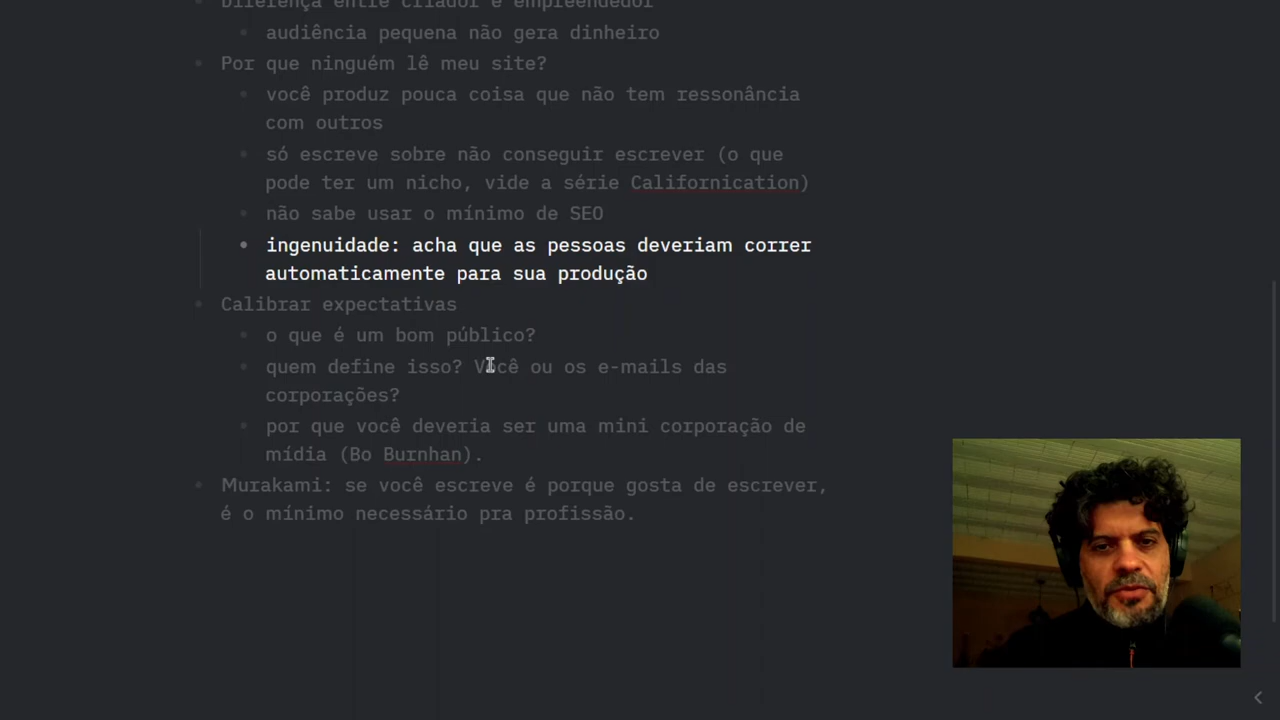 Diferença entre criador e empreendedor
audiência pequena não gera dinheiro
Por que ninguém lê meu site?
você produz pouca coisa que não tem ressonância
com outros
só escreve sobre não conseguir escrever (o que
pode ter um nicho, vide a série Californication)
não sabe usar o mínimo de SEO
ingenuidade: acha que as pessoas deveriam correr
automaticamente para sua produção
Calibrar expectativas
o que é um bom público?
quem define isso? Você ou os e-mails das
corporações?
por que você deveria ser uma mini corporação de
mídia (Bo Burnhan).
Murakami: se você escreve é porque gosta de escrever,
é o mínimo necessário pra profissão.